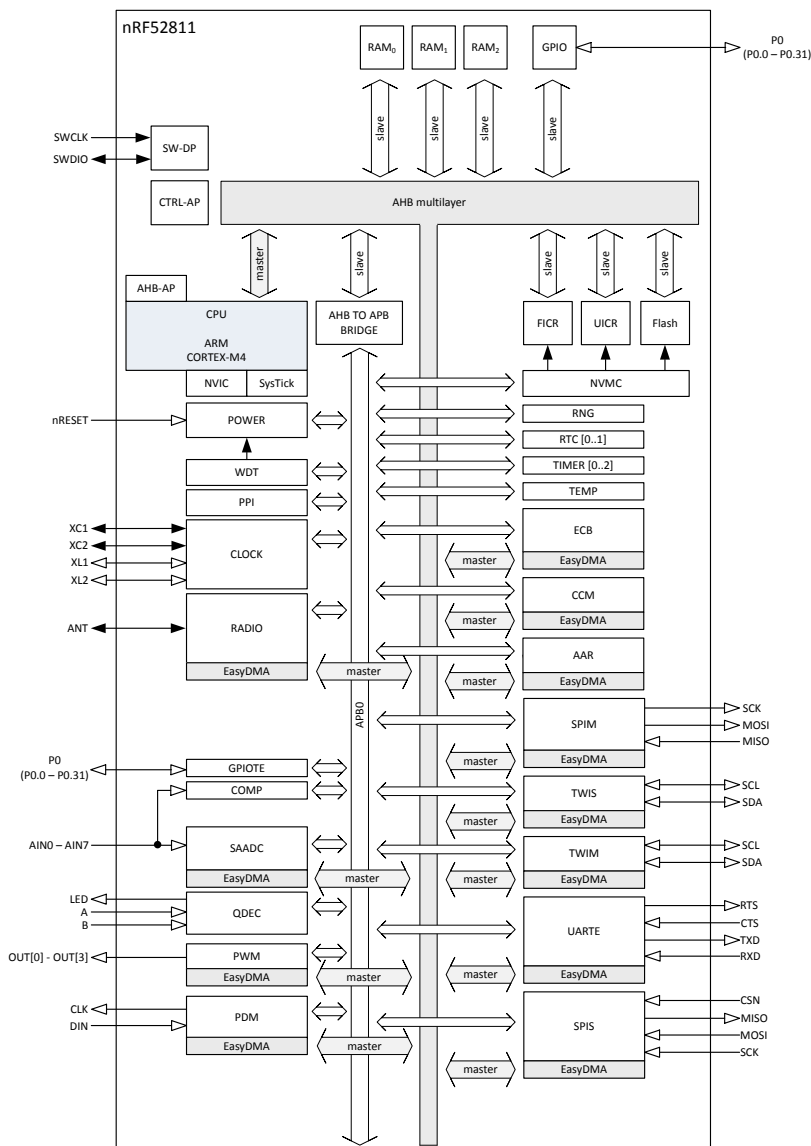 nRF52811
RAM0
RAM1
RAM2
GPIO
P0
(P0.0 – P0.31)
slave
slave
slave
slave
SWCLK
SWDIO
SW-DP
CTRL-AP
AHB multilayer
master
slave
slave
slave
slave
AHB-AP
CPU
ARM
CORTEX-M4
NVIC
SysTick
AHB TO APB
BRIDGE
FICR
UICR
Flash
NVMC
nRESET
POWER
RNG
RTC [0..1]
WDT
TIMER [0..2]
PPI
TEMP
XC1
XC2
XL1
XL2
CLOCK
ECB
master
EasyDMA
CCM
master
EasyDMA
ANT
RADIO
EasyDMA
master
AAR
master
EasyDMA
APB0
SPIM
master
EasyDMA
SCK
MOSI
MISO
P0
(P0.0 – P0.31)
GPIOTE
COMP
TWIS
master
EasyDMA
SCL
SDA
AIN0 – AIN7
SAADC
EasyDMA
master
TWIM
master
EasyDMA
SCL
SDA
LED
A
B
QDEC
UARTE
master
EasyDMA
RTS
CTS
TXD
RXD
OUT[0] - OUT[3]
PWM
EasyDMA
master
CLK
DIN
PDM
EasyDMA
master
SPIS
master
EasyDMA
CSN
MISO
MOSI
SCK